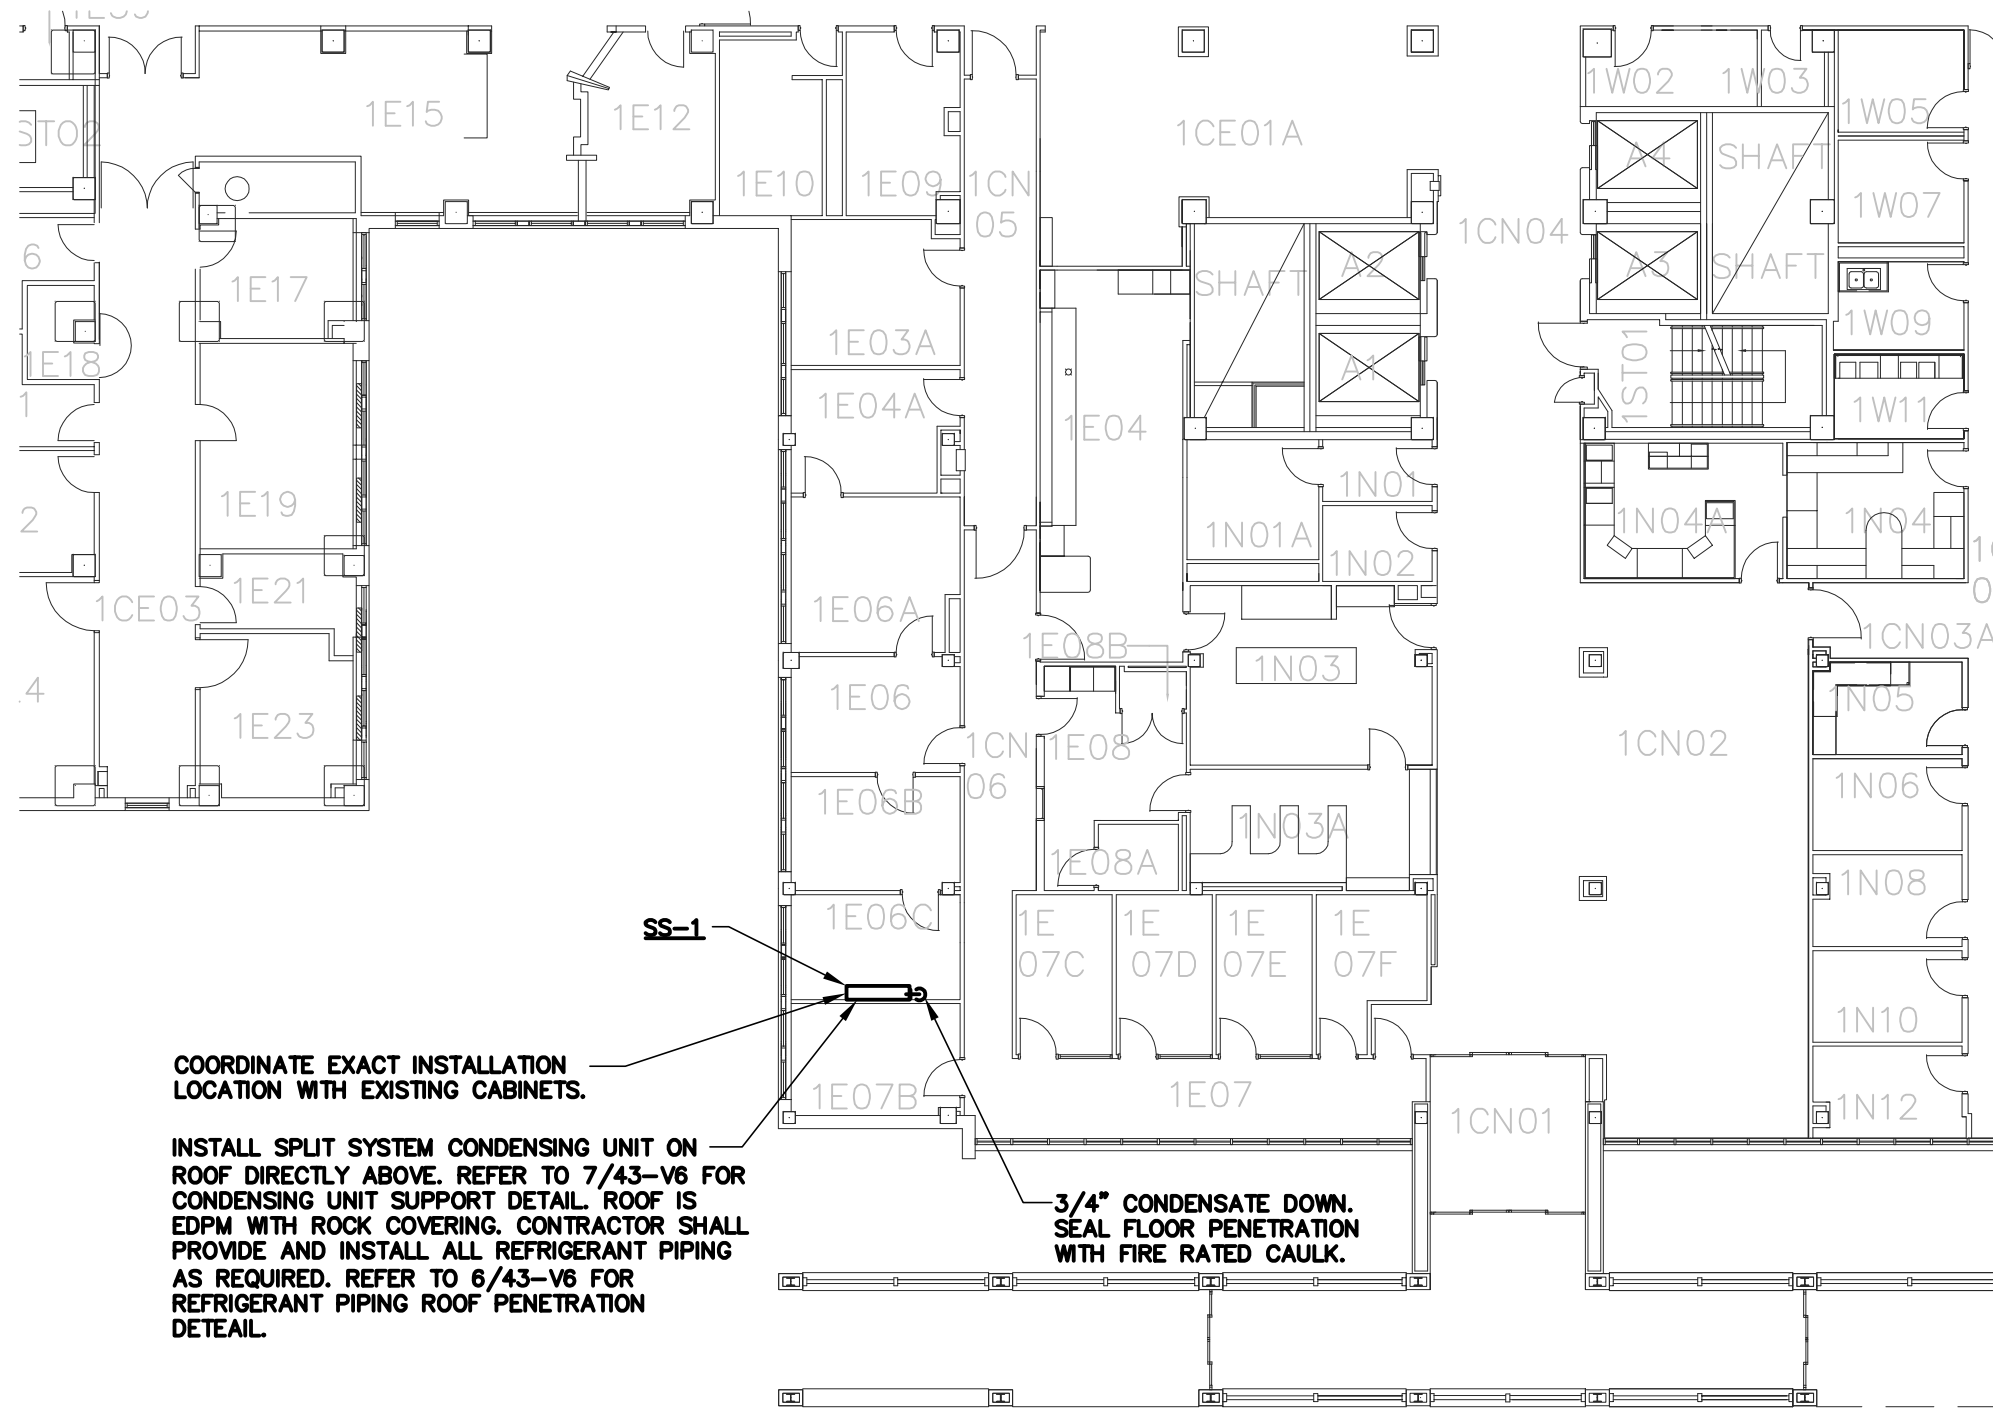 1E15
1E12
1E10
1E09
1CN
05
1CE01A
1CN04
1W02
1W03
1W05
A4
SHAFT
1W07
ST02
6
1E17
1E18
1
1E03A
1E04A
1E04
SHAFT
A2
A1
A3
SHAFT
1W09
1ST01
1W11
1E19
2
1N01
1N01A
1N02
1N04A
1N04
1E21
1CE03
1E06A
1E08B
1N03
1CN03A
4
1E23
1E06
1CN
06
1E08
1CN02
1N05
1N06
1E06B
1N03A
1E08A
1N08
1E06C
1E
07C
1E
07D
1E
07E
1E
07F
1N10
SS-1
1E07B
1E07
1CN01
1N12
COORDINATE EXACT INSTALLATION
LOCATION WITH EXISTING CABINETS.
INSTALL SPLIT SYSTEM CONDENSING UNIT ON
ROOF DIRECTLY ABOVE. REFER TO 7/43-V6 FOR
CONDENSING UNIT SUPPORT DETAIL. ROOF IS
EDPM WITH ROCK COVERING. CONTRACTOR SHALL
PROVIDE AND INSTALL ALL REFRIGERANT PIPING
AS REQUIRED. REFER TO 6/43-V6 FOR
REFRIGERANT PIPING ROOF PENETRATION
DETEAIL.
3/4" CONDENSATE DOWN.
SEAL FLOOR PENETRATION
WITH FIRE RATED CAULK.